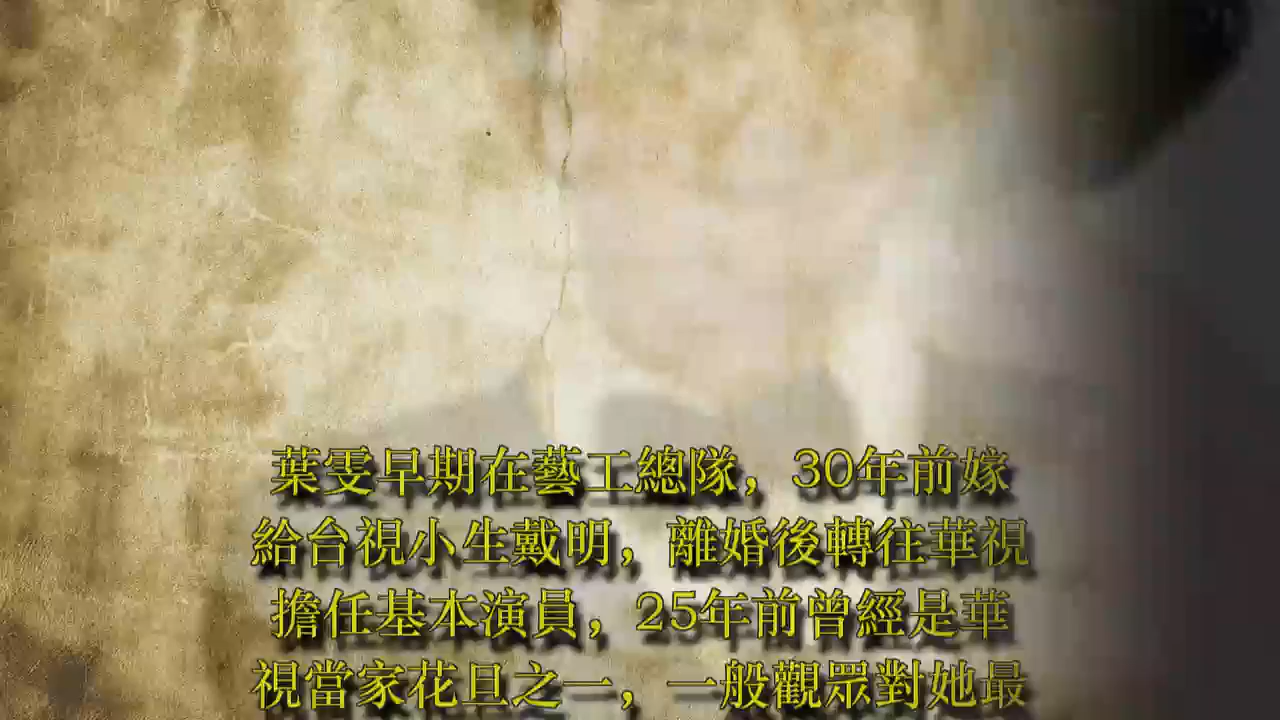 葉雯早期在藝工總隊，30年前嫁
給台視小生戴明，離婚後轉往華視
擔任基本演員，25年前曾經是華
視當家花旦之一，一般觀眾對她最